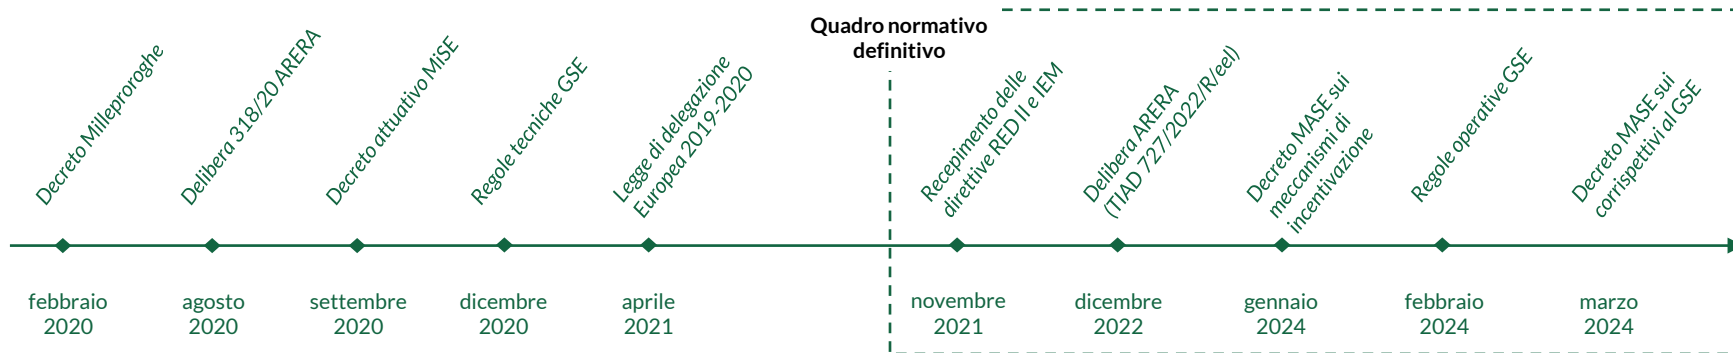 Quadro normativo
definitivo
Decreto Milleproroghe
Delibera 318/20 ARERA
Decreto attuativo MiSE
Regole tecniche GSE
Legge di delegazione
Europea 2019-2020
Recepimento delle
direttive RED II e IEM
Delibera ARERA
(TIAD 727/2022/R/eel)
Decreto MASE sui
meccanismi di
incentivazione
Regole operative GSE
Decreto MASE sui
corrispettivi al GSE
febbraio
2020
agosto
2020
settembre
2020
dicembre
2020
aprile
2021
novembre
2021
dicembre
2022
gennaio
2024
febbraio
2024
marzo
2024